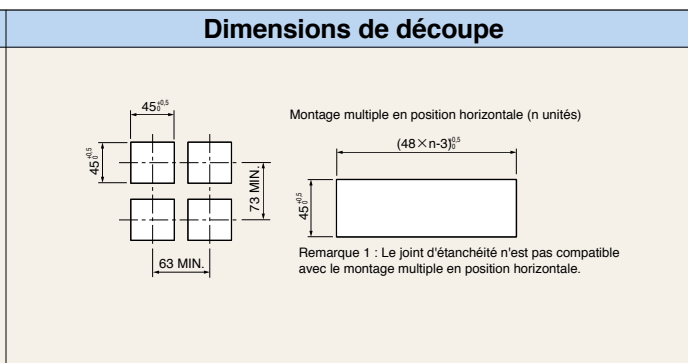 Dimensions de découpe
45 +0,5 0
45 +0,5 0
73 MIN.
63 MIN.
Montage multiple en position horizontale (n unités)
(48×n-3) +0,5 0
45 +0,5 0
Remarque 1 : Le joint d'étanchéité n'est pas compatible
avec le montage multiple en position horizontale.